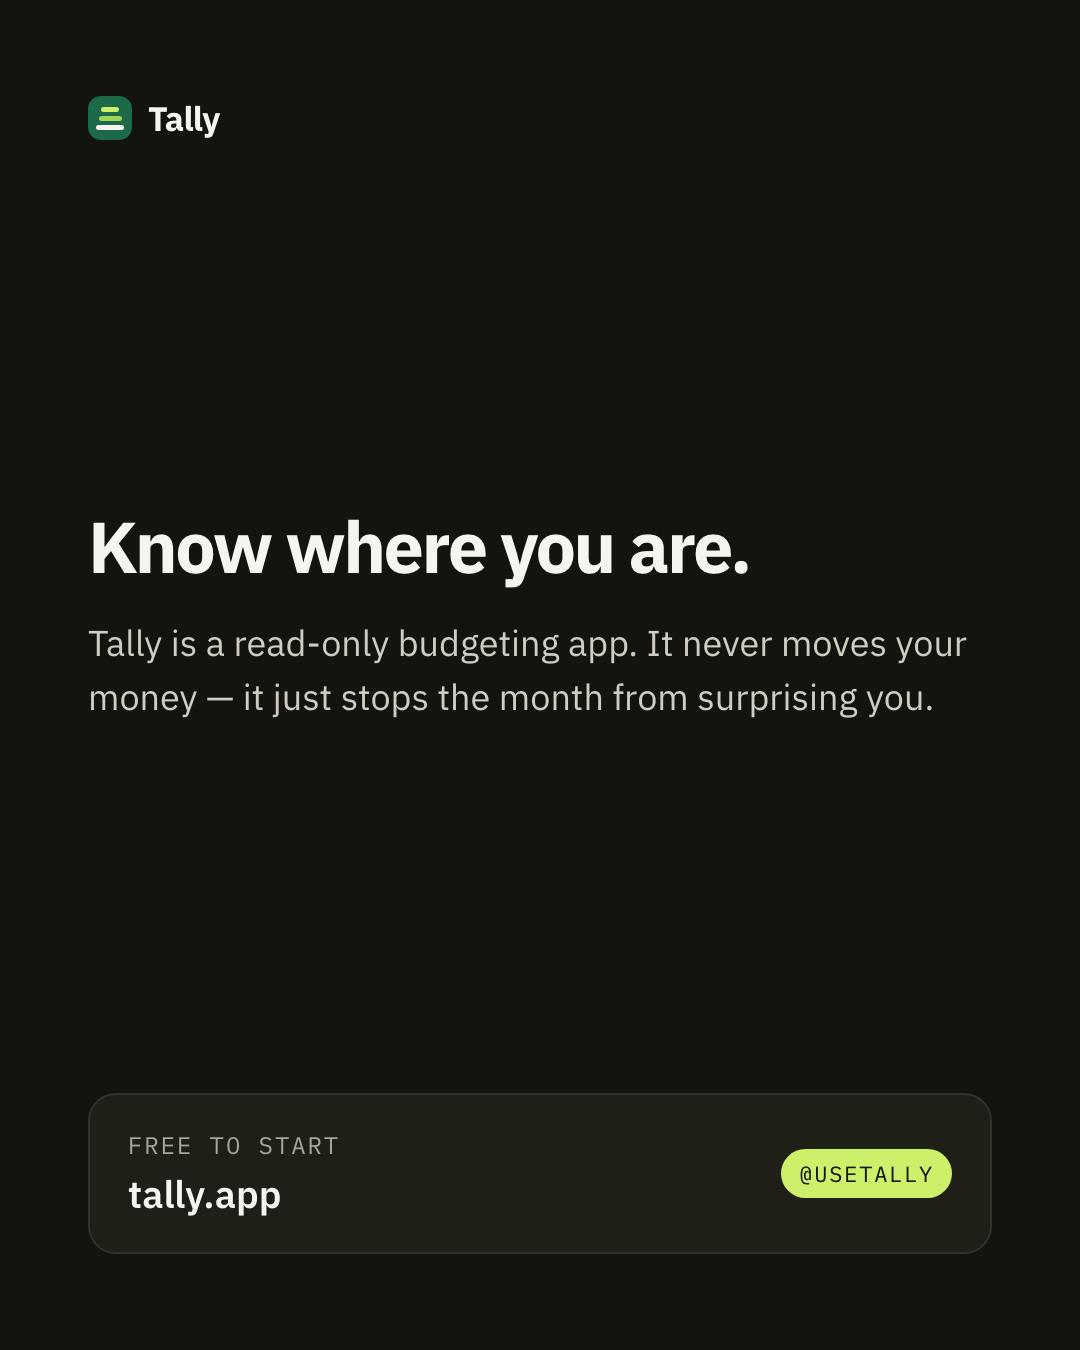 Tally
Know where you are.
Tally is a read-only budgeting app. It never moves your
money — it just stops the month from surprising you.
FREE TO START
tally.app
@USETALLY